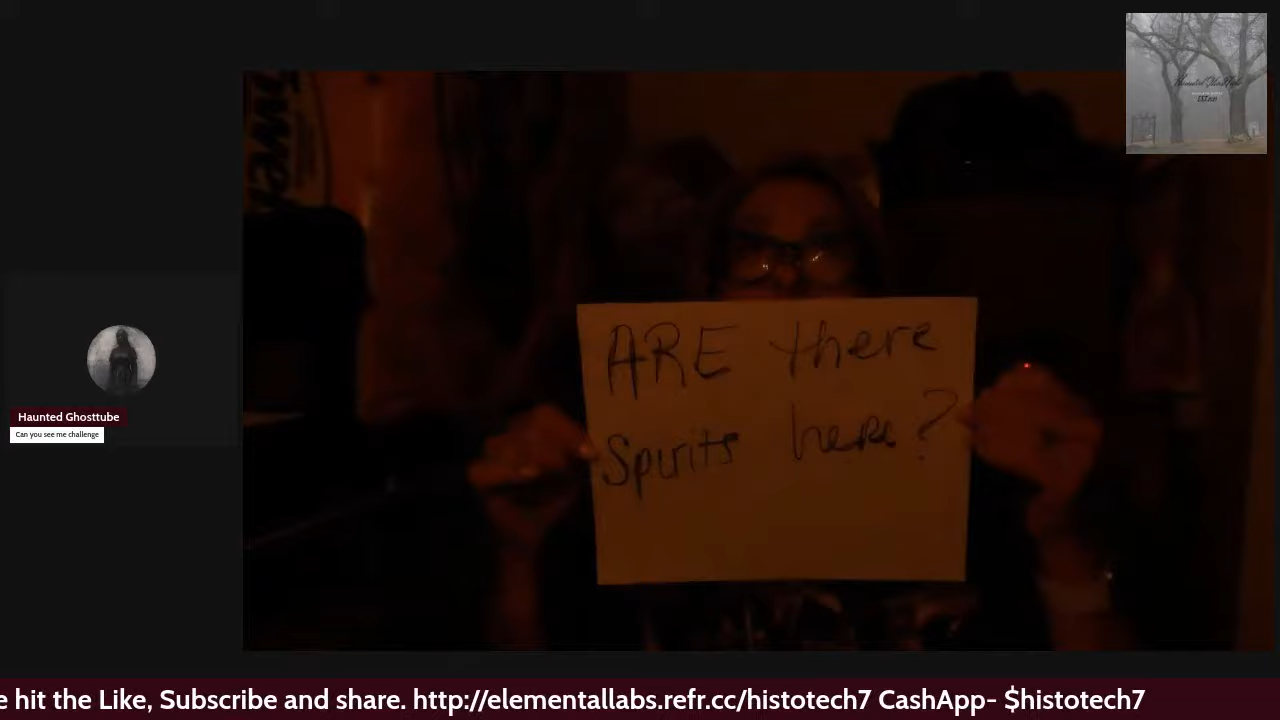 ARE there
Spirits here?
Haunted Ghosttube
Can you see me challenge
e hit the Like, Subscribe and share. http://elementallabs.refr.cc/histotech7 CashApp- $histotech7